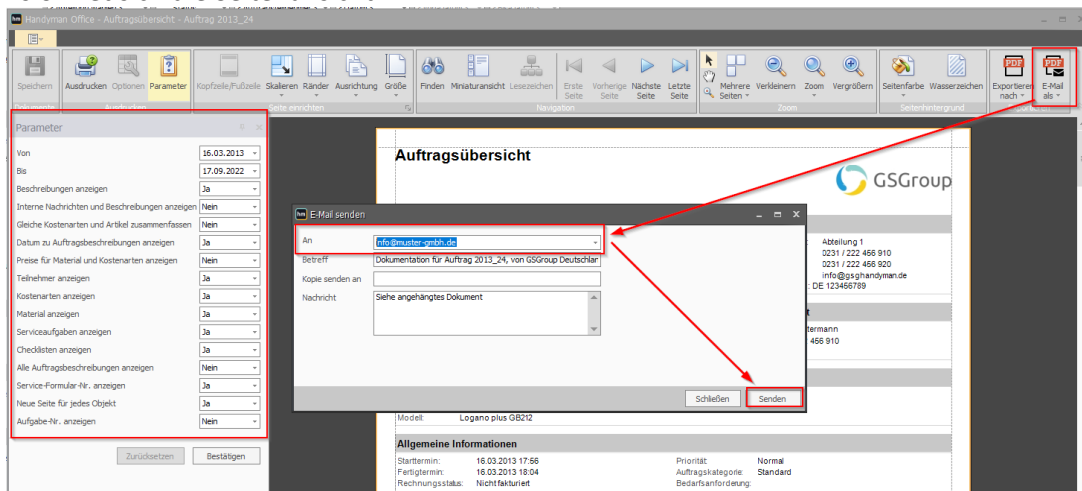 Handyman Office - Auftragsübersicht - Auftrag 2013_24
Speichern
Ausdrucken Optionen Parameter
Kopfzeile/Fußzeile Skalieren Ränder Ausrichtung Größe
Finden Miniaturansicht Lesezeichen Erste Seite Vorherige Seite Nächste Seite Letzte Seite
Mehrere Seiten Verkleinern Zoom Vergrößern
Seitenfarbe Wasserzeichen
Exportieren nach E-Mail als
PDF PDF
Dokumente
Ausdrucken
Seite einrichten
Navigation
Zoom
Seitenhintergrund
Parameter
Von 16.03.2013
Bis 17.09.2022
Beschreibungen anzeigen Ja
Interne Nachrichten und Beschreibungen anzeigen Nein
Gleiche Kostenarten und Artikel zusammenfassen Nein
Datum zu Auftragsbeschreibungen anzeigen Ja
Preise für Material und Kostenarten anzeigen Nein
Teilnehmer anzeigen Ja
Kostenarten anzeigen Ja
Material anzeigen Ja
Serviceaufgaben anzeigen Ja
Checklisten anzeigen Ja
Alle Auftragsbeschreibungen anzeigen Nein
Service-Formular-Nr. anzeigen Ja
Neue Seite für jedes Objekt Ja
Aufgabe-Nr. anzeigen Nein
Zurücksetzen Bestätigen
Auftragsübersicht
GSGroup
Abteilung 1
0231 / 222 456 910
0231 / 222 456 920
info@gsghandyman.de
: DE 123456789
t
termann
456 910
E-Mail senden
An nfo@muster-gmbh.de
Betreff Dokumentation für Auftrag 2013_24, von GSGroup Deutschlan
Kopie senden an
Nachricht Siehe angehängtes Dokument
Schließen Senden
Modell: Logano plus GB212
Allgemeine Informationen
Starttermin: 16.03.2013 17:56 Priorität: Normal
Fertigtermin: 16.03.2013 18:04 Auftragskategorie: Standard
Rechnungsstatus: Nicht fakturiert Bedarfsanforderung: